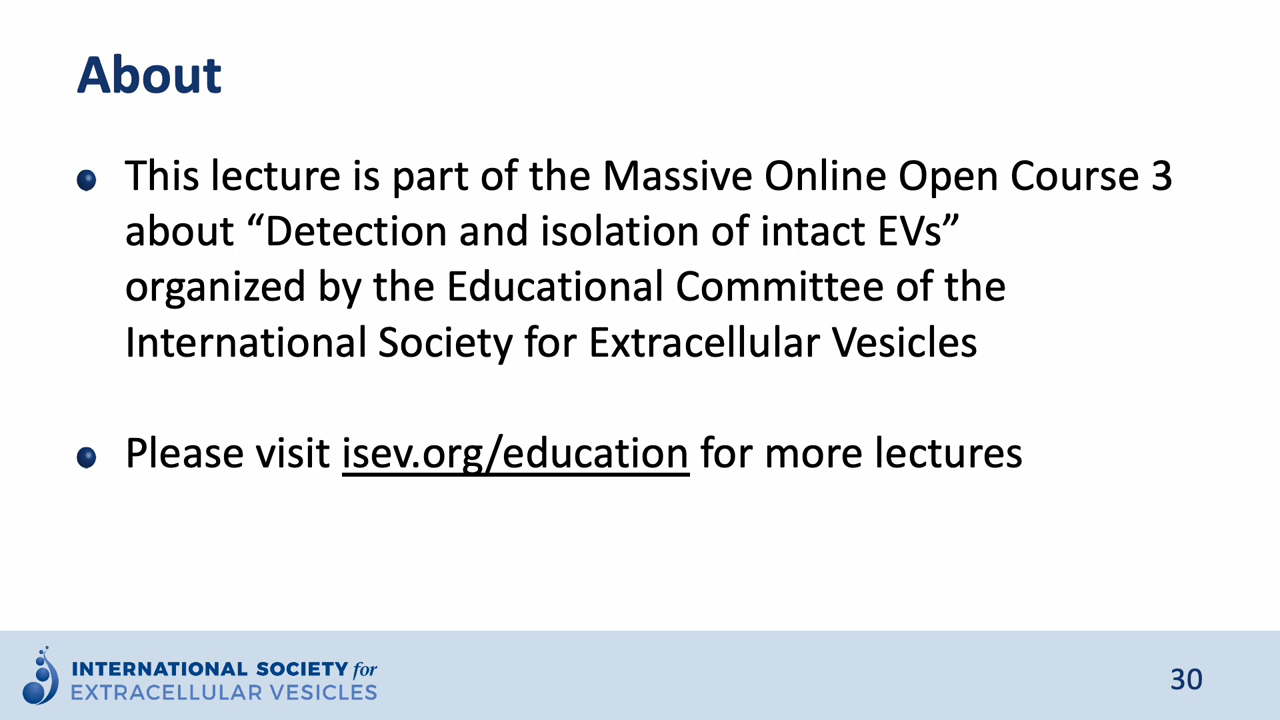 About
This lecture is part of the Massive Online Open Course 3
about “Detection and isolation of intact EVs”
organized by the Educational Committee of the
International Society for Extracellular Vesicles
Please visit isev.org/education for more lectures
INTERNATIONAL SOCIETY for
EXTRACELLULAR VESICLES
30